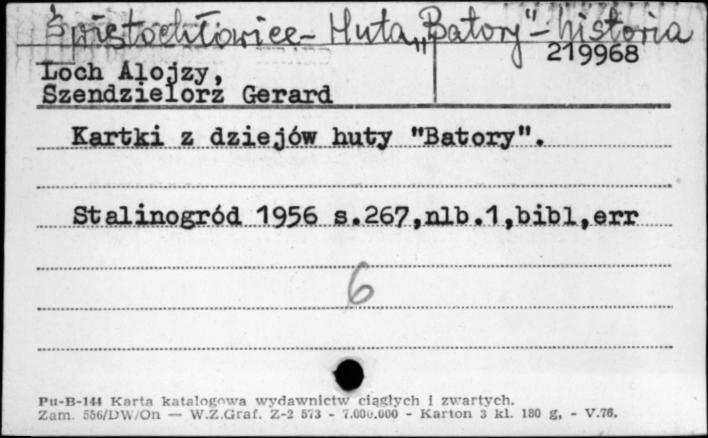 Świętochłowice - Huta „Batory" - historia
219968
Loch Alojzy,
Szendzielorz Gerard
Kartki z dziejów huty "Batory".
Stalinogród 1956 s.267,nlb.1,bibl,err
6
Pu-B-144 Karta katalogowa wydawnictw ciągłych i zwartych.
Zam. 556/DW/On — W.Z.Graf. Z-2 573 - 7.000.000 - Karton 3 kl. 180 g, - V.76.